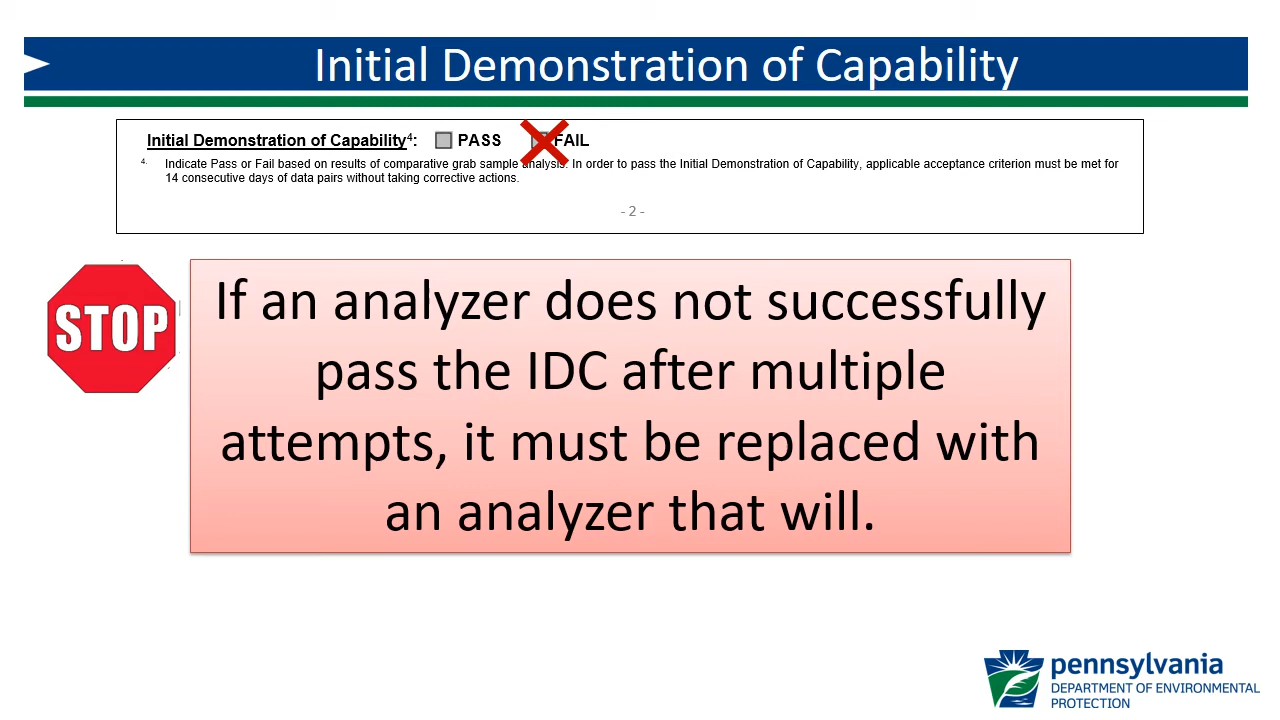 Initial Demonstration of Capability
Initial Demonstration of Capability4: PASS FAIL
4. Indicate Pass or Fail based on results of comparative grab sample analysis. In order to pass the Initial Demonstration of Capability, applicable acceptance criterion must be met for
14 consecutive days of data pairs without taking corrective actions.
- 2 -
STOP
If an analyzer does not successfully
pass the IDC after multiple
attempts, it must be replaced with
an analyzer that will.
pennsylvania
DEPARTMENT OF ENVIRONMENTAL
PROTECTION